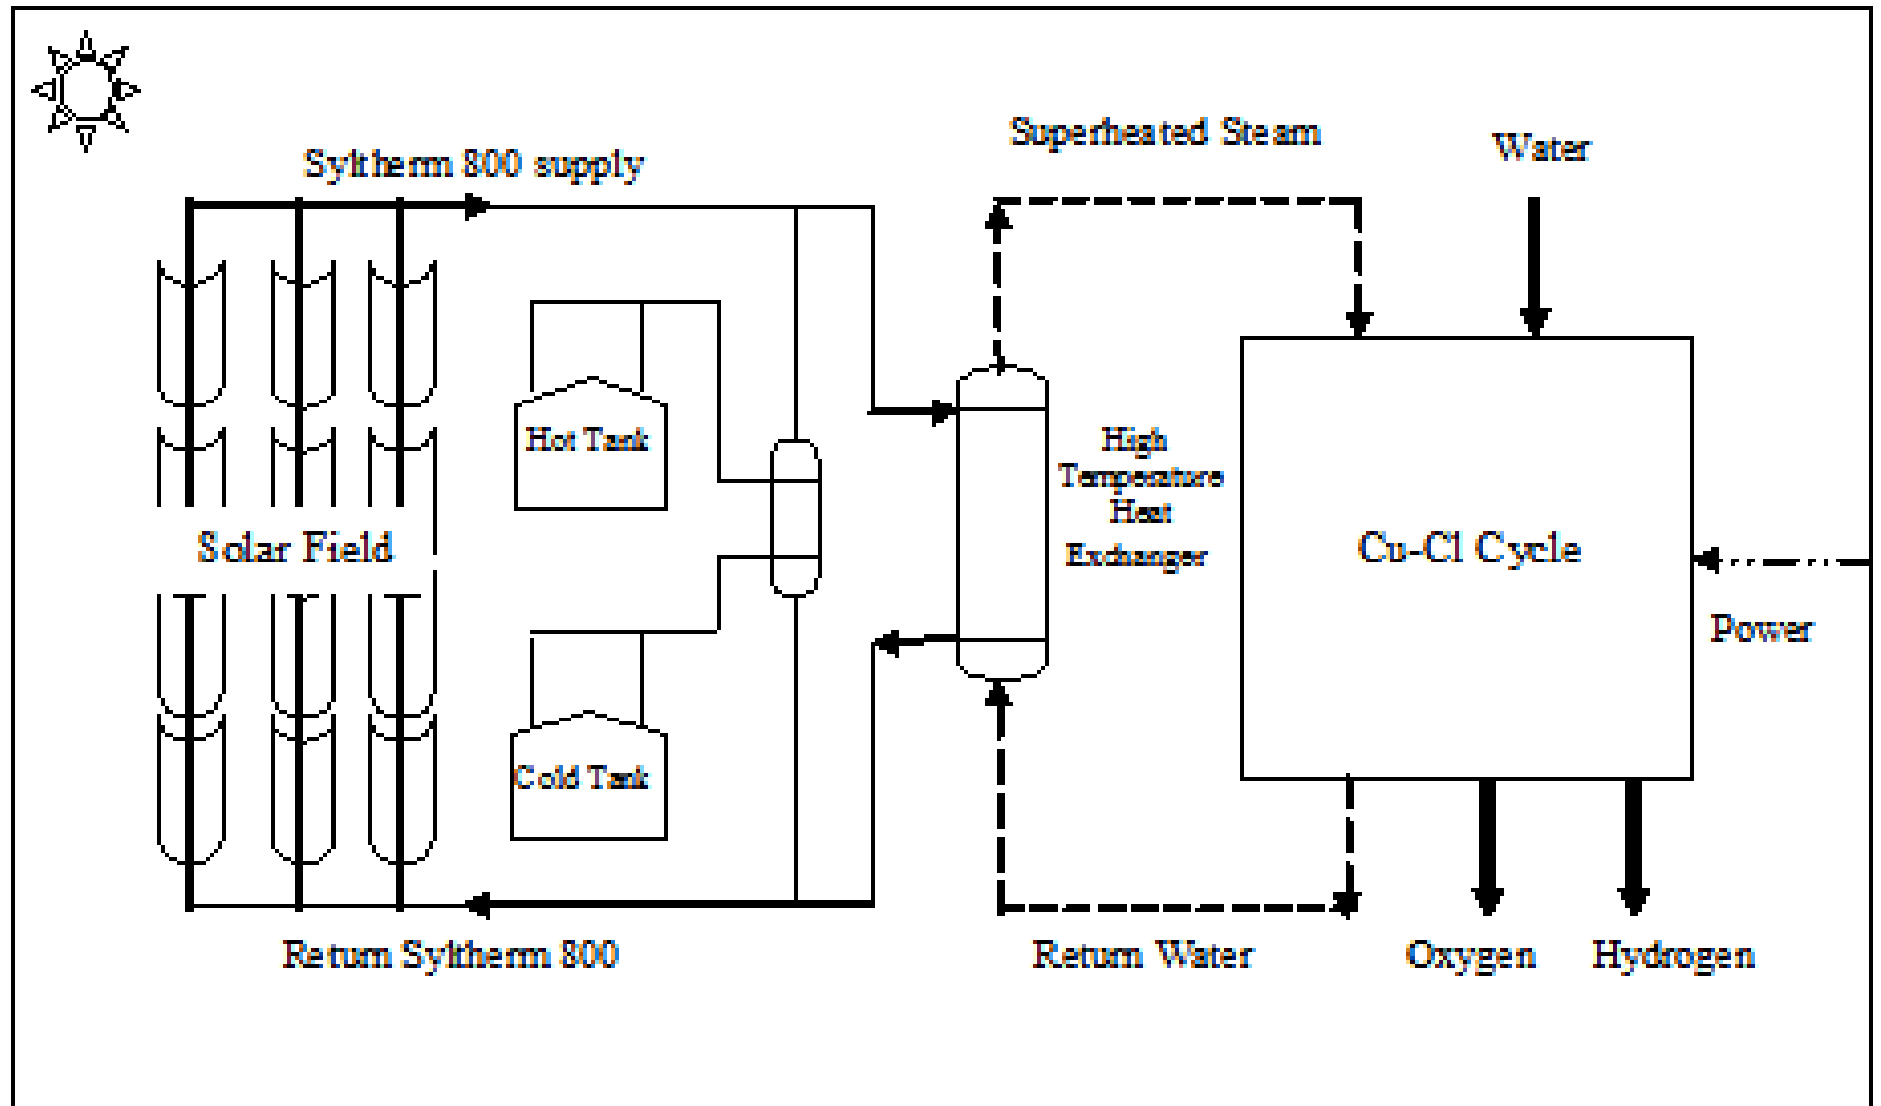 Superheated Steam
Water
Syltherm 800 supply
Hot Tank
High
Temperature
Heat
Exchanger
Solar Field
Cu-Cl Cycle
Power
Cold Tank
Return Syltherm 800
Return Water
Oxygen
Hydrogen